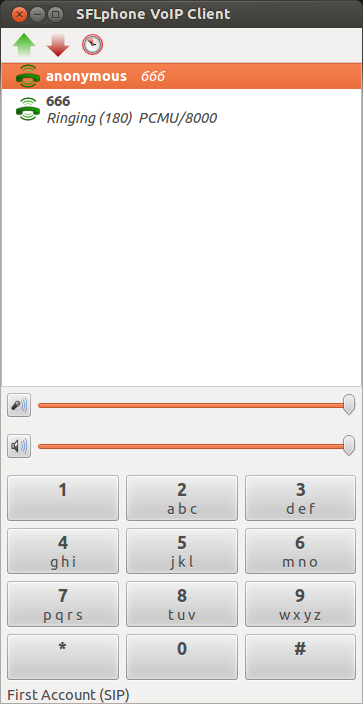 SFLphone VoIP Client
anonymous 666
666
Ringing (180) PCMU/8000
1 2 3
abc def
4 5 6
ghi jkl mno
7 8 9
pqrs tuv wxyz
* 0 #
First Account (SIP)